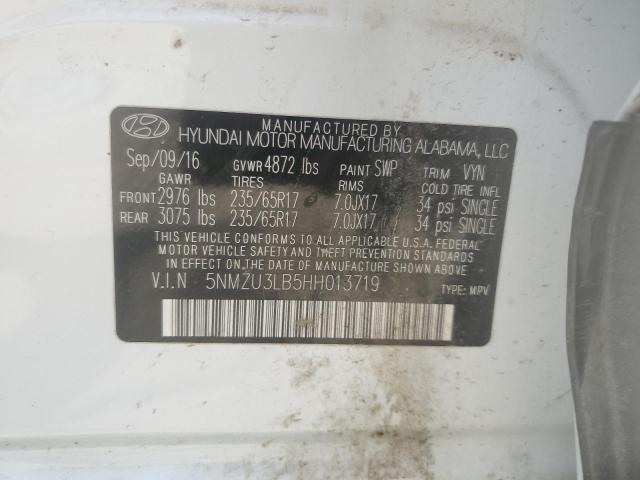 MANUFACTURED BY
HYUNDAI MOTOR MANUFACTURING ALABAMA, LLC
Sep/09/16 GVWR 4872 lbs PAINT SWP TRIM VYN
GAWR TIRES RIMS COLD TIRE INFL
FRONT 2976 lbs 235/65R17 7.0JX17 34 psi SINGLE
REAR 3075 lbs 235/65R17 7.0JX17 34 psi SINGLE
THIS VEHICLE CONFORMS TO ALL APPLICABLE U.S.A. FEDERAL
MOTOR VEHICLE SAFETY, BUMPER, AND THEFT PREVENTION STANDARDS
IN EFFECT ON THE DATE OF MANUFACTURE SHOWN ABOVE.
V.I.N 5NMZU3LB5HH013719 TYPE: MPV